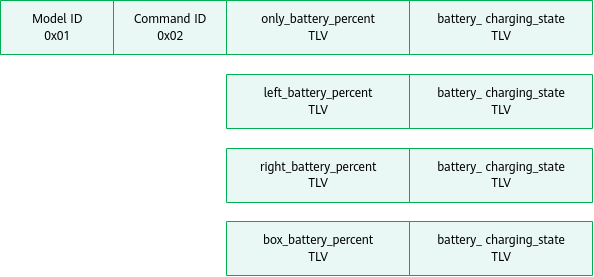 Model ID
0x01
Command ID
0x02
only_battery_percent
TLV
battery_ charging_state
TLV
left_battery_percent
TLV
battery_ charging_state
TLV
right_battery_percent
TLV
battery_ charging_state
TLV
box_battery_percent
TLV
battery_ charging_state
TLV